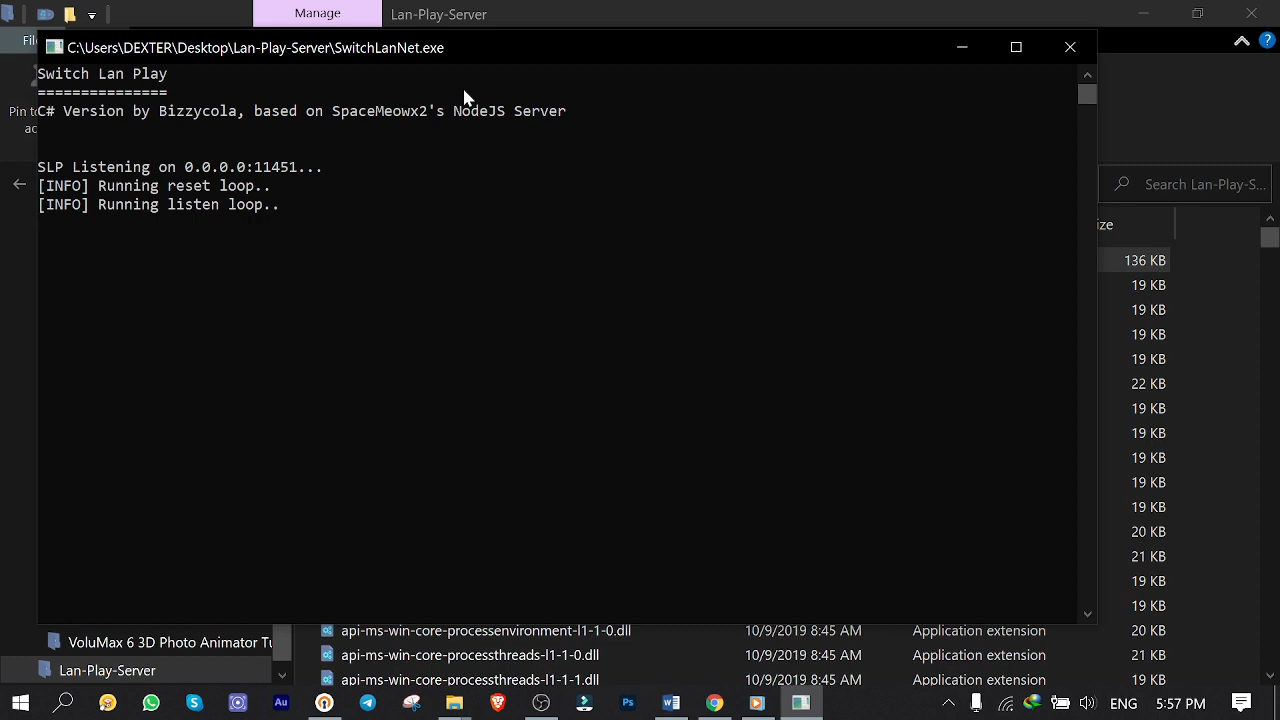 Manage
Lan-Play-Server
C:\Users\DEXTER\Desktop\Lan-Play-Server\SwitchLanNet.exe
Fil
?
Switch Lan Play
===============
C# Version by Bizzycola, based on SpaceMeowx2's NodeJS Server
Pin to
ac
SLP Listening on 0.0.0.0:11451...
[INFO] Running reset loop..
[INFO] Running listen loop..
Search Lan-Play-S...
ize
136 KB
19 KB
19 KB
19 KB
19 KB
22 KB
19 KB
19 KB
19 KB
19 KB
19 KB
20 KB
21 KB
19 KB
19 KB
api-ms-win-core-processenvironment-l1-1-0.dll 10/9/2019 8:45 AM Application extension 20 KB
VoluMax 6 3D Photo Animator Tu
api-ms-win-core-processthreads-l1-1-0.dll 10/9/2019 8:45 AM Application extension 21 KB
Lan-Play-Server
api-ms-win-core-processthreads-l1-1-1.dll 10/9/2019 8:45 AM Application extension 19 KB
Au
Ps
ENG
5:57 PM